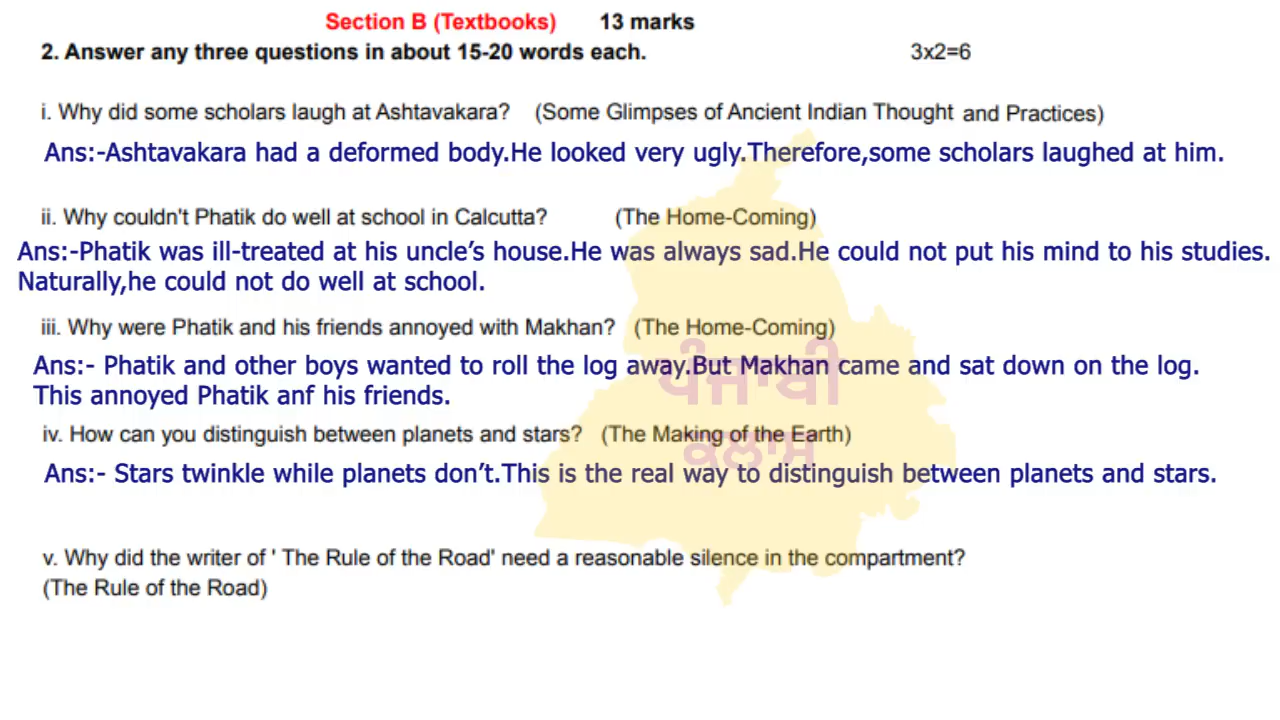 Section B (Textbooks) 13 marks
2. Answer any three questions in about 15-20 words each. 3x2=6
i. Why did some scholars laugh at Ashtavakara? (Some Glimpses of Ancient Indian Thought and Practices)
Ans:-Ashtavakara had a deformed body.He looked very ugly.Therefore,some scholars laughed at him.
ii. Why couldn't Phatik do well at school in Calcutta? (The Home-Coming)
Ans:-Phatik was ill-treated at his uncle’s house.He was always sad.He could not put his mind to his studies.
Naturally,he could not do well at school.
iii. Why were Phatik and his friends annoyed with Makhan? (The Home-Coming)
Ans:- Phatik and other boys wanted to roll the log away.But Makhan came and sat down on the log.
ਪੰਜਾਬੀ
This annoyed Phatik anf his friends.
iv. How can you distinguish between planets and stars? (The Making of the Earth)
ਕਲਾਸ
Ans:- Stars twinkle while planets don’t.This is the real way to distinguish between planets and stars.
v. Why did the writer of ' The Rule of the Road' need a reasonable silence in the compartment?
(The Rule of the Road)